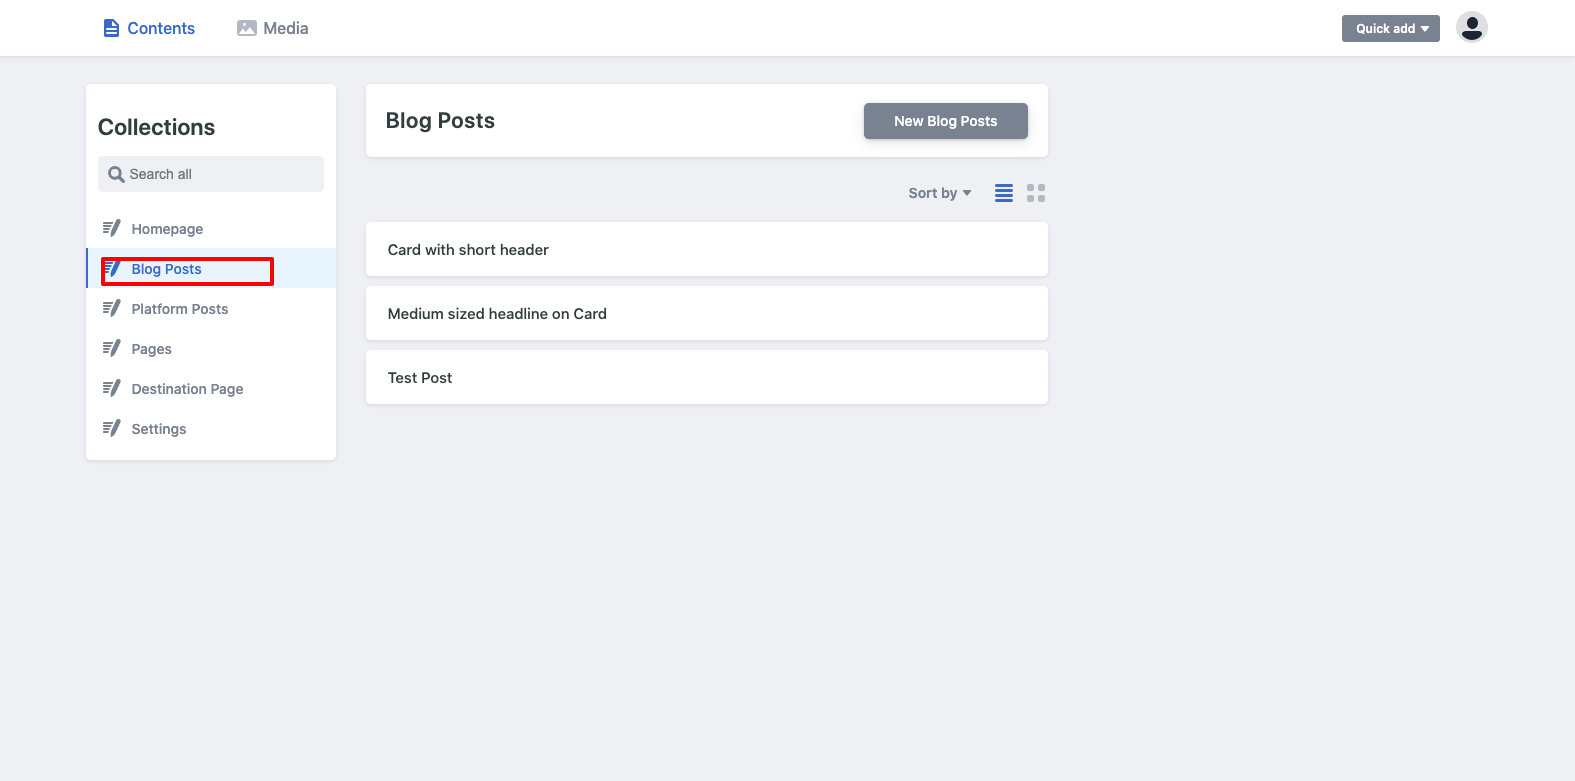 Contents
Media
Quick add
Collections
Search all
Homepage
Blog Posts
Platform Posts
Pages
Destination Page
Settings
Blog Posts
New Blog Posts
Sort by
Card with short header
Medium sized headline on Card
Test Post